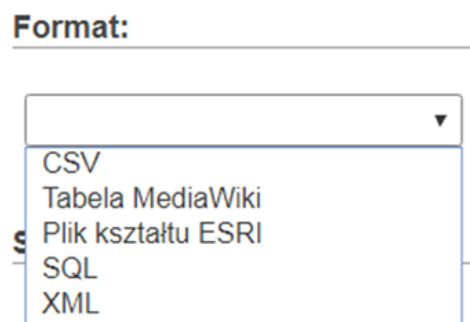 Format:
CSV
Tabela MediaWiki
Plik kształtu ESRI
SQL
XML